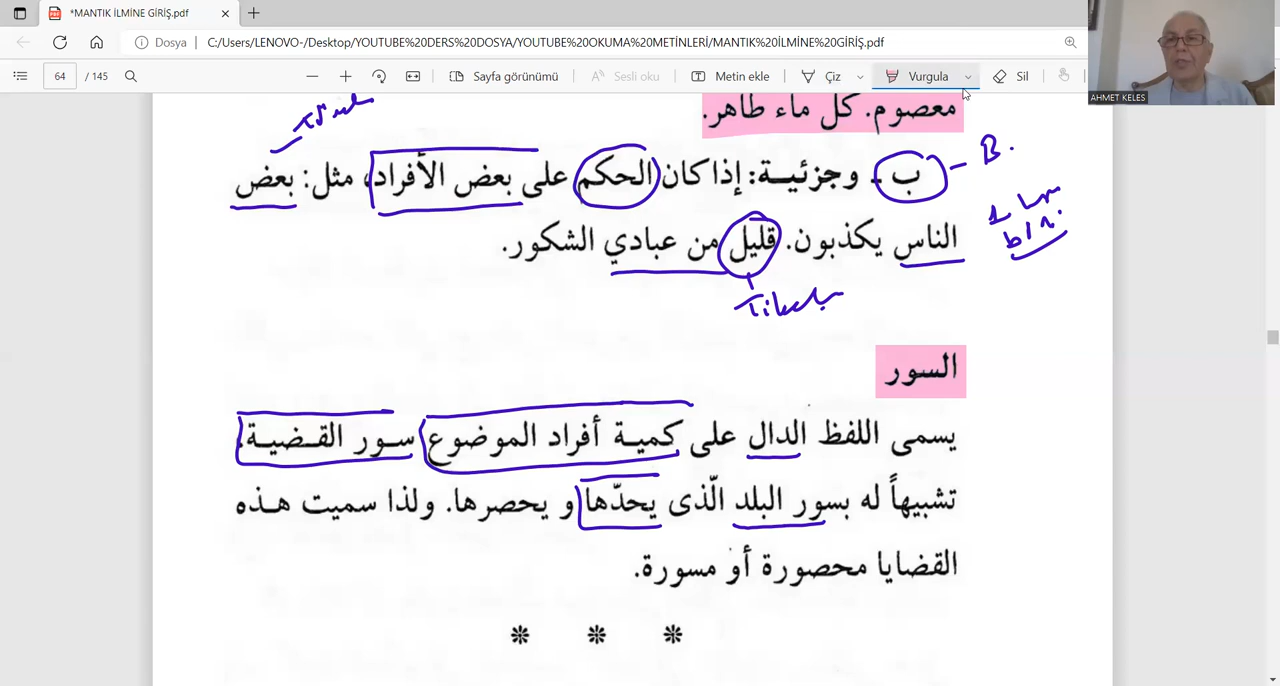 *MANTIK İLMİNE GİRİŞ.pdf
Dosya
C:/Users/LENOVO-/Desktop/YOUTUBE%20DERS%20DOSYA/YOUTUBE%20OKUMA%20METİNLERİ/MANTIK%20İLMİNE%20GİRİŞ.pdf
64 / 145
Sayfa görünümü
Sesli oku
Metin ekle
Çiz
Vurgula
Sil
AHMET KELES
معصوم. كل ماء طاهر.
ب - وجزئيـة: إذا كان الحكم على بعض الأفراد، مثل: بعض
B.
الناس يكذبون. قليل من عبادي الشكور.
Tikel
السور
يسمى اللفظ الدال على كميـة أفراد الموضوع سـور القـضيـة،
تشبيهاً له بسور البلد الّذى يحدّها و يحصرها. ولذا سميت هـذه
القضايا محصورة أو مسورة.
* * *